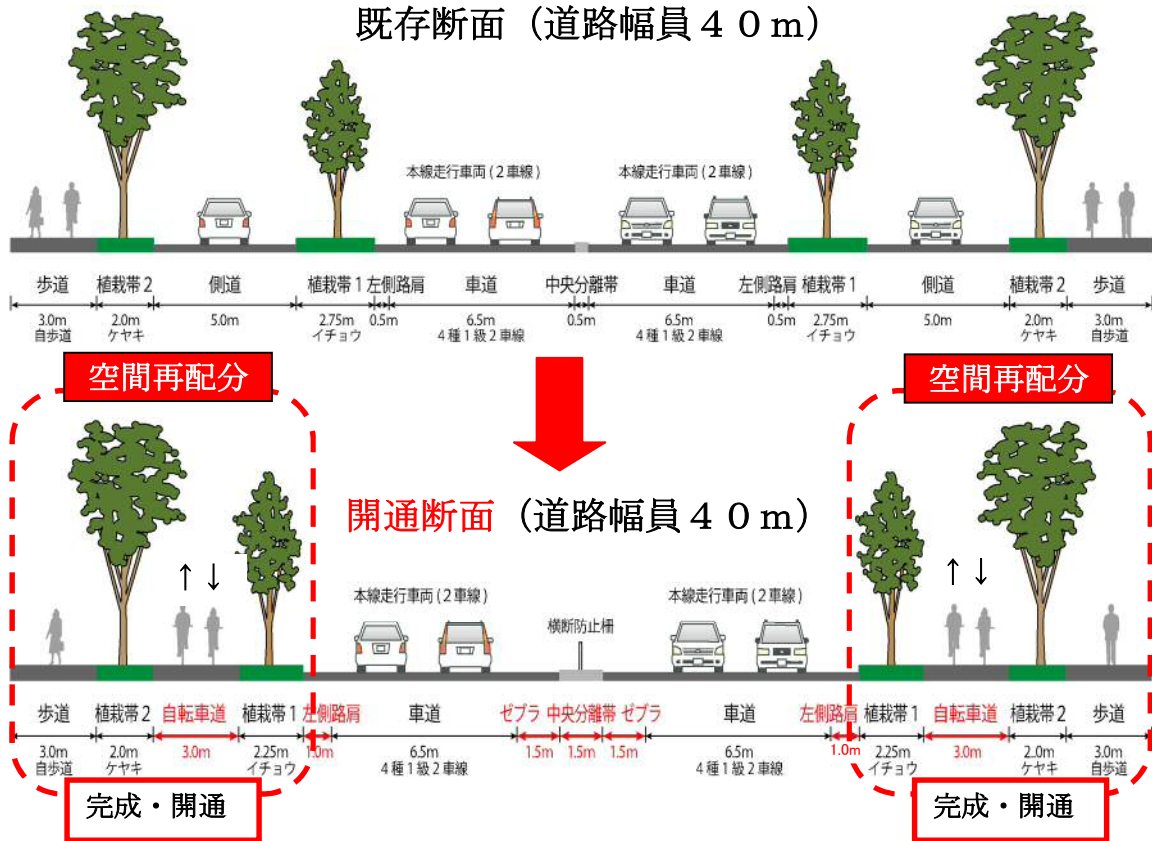 既存断面（道路幅員４０ｍ）
本線走行車両(２車線) 本線走行車両(２車線)
歩道 植栽帯2 側道 植栽帯1 左側路肩 車道 中央分離帯 車道 左側路肩 植栽帯1 側道 植栽帯2 歩道
3.0m 2.0m 5.0m 2.75m 0.5m 6.5m 0.5m 6.5m 0.5m 2.75m 5.0m 2.0m 3.0m
自歩道 ケヤキ イチョウ 4種1級2車線 4種1級2車線 イチョウ ケヤキ 自歩道
空間再配分 空間再配分
開通断面（道路幅員４０ｍ）
↑ ↓ ↑ ↓
本線走行車両(２車線) 本線走行車両(２車線)
横断防止柵
歩道 植栽帯2 自転車道 植栽帯1 左側路肩 車道 ゼブラ 中央分離帯 ゼブラ 車道 左側路肩 植栽帯1 自転車道 植栽帯2 歩道
3.0m 2.0m 3.0m 2.25m 1.0m 6.5m 1.5m 1.5m 1.5m 6.5m 1.0m 2.25m 3.0m 2.0m 3.0m
自歩道 ケヤキ イチョウ 4種1級2車線 4種1級2車線 イチョウ ケヤキ 自歩道
完成・開通 完成・開通